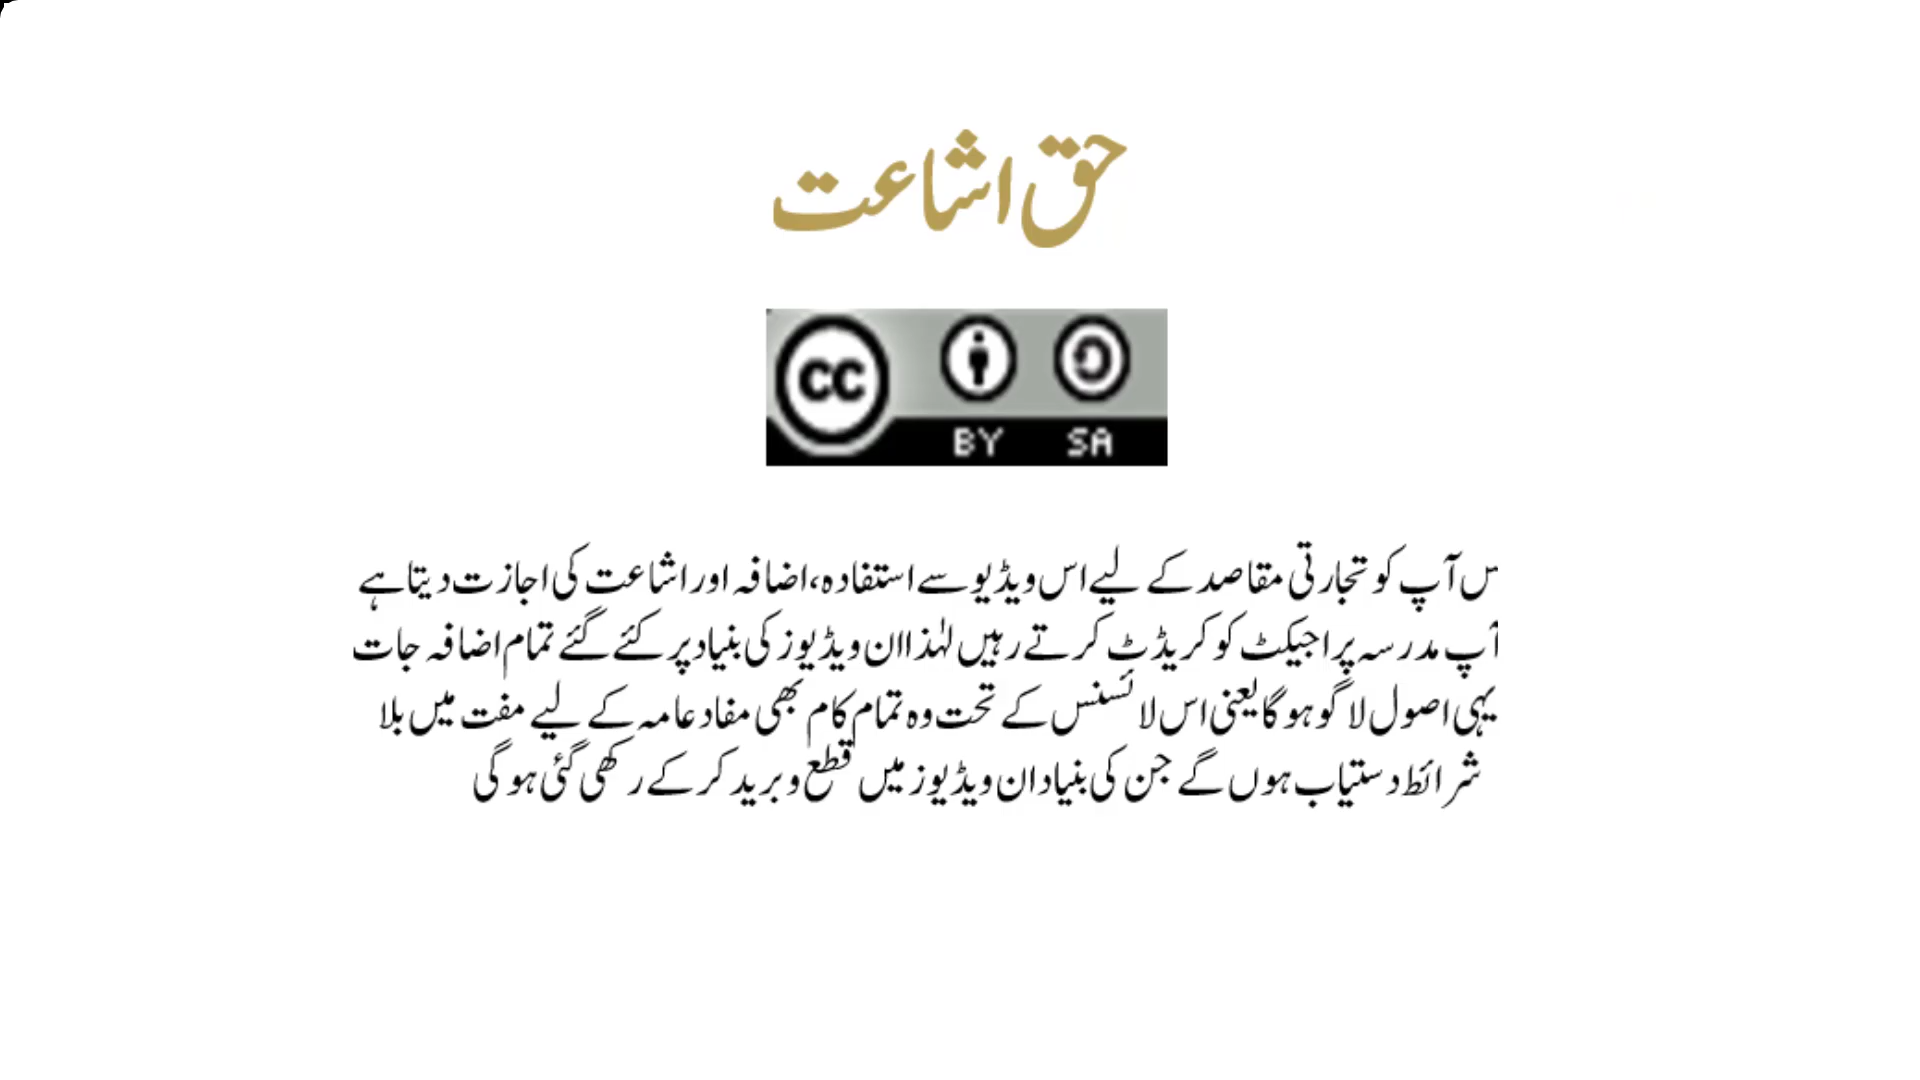 حق اشاعت
cc
BY SA
س آپ کو تجارتی مقاصد کے لیے اس ویڈیو سے استفادہ، اضافہ اور اشاعت کی اجازت دیتا ہے
آپ مدرسہ پراجیکٹ کو کریڈٹ کرتے رہیں لہٰذا ان ویڈیوز کی بنیاد پر کئے گئے تمام اضافہ جات
یہی اصول لاگو ہو گا یعنی اس لائسنس کے تحت وہ تمام کام بھی مفاد عامہ کے لیے مفت میں بلا
شرائط دستیاب ہوں گے جن کی بنیاد ان ویڈیوز میں قطع و برید کر کے رکھی گئی ہو گی